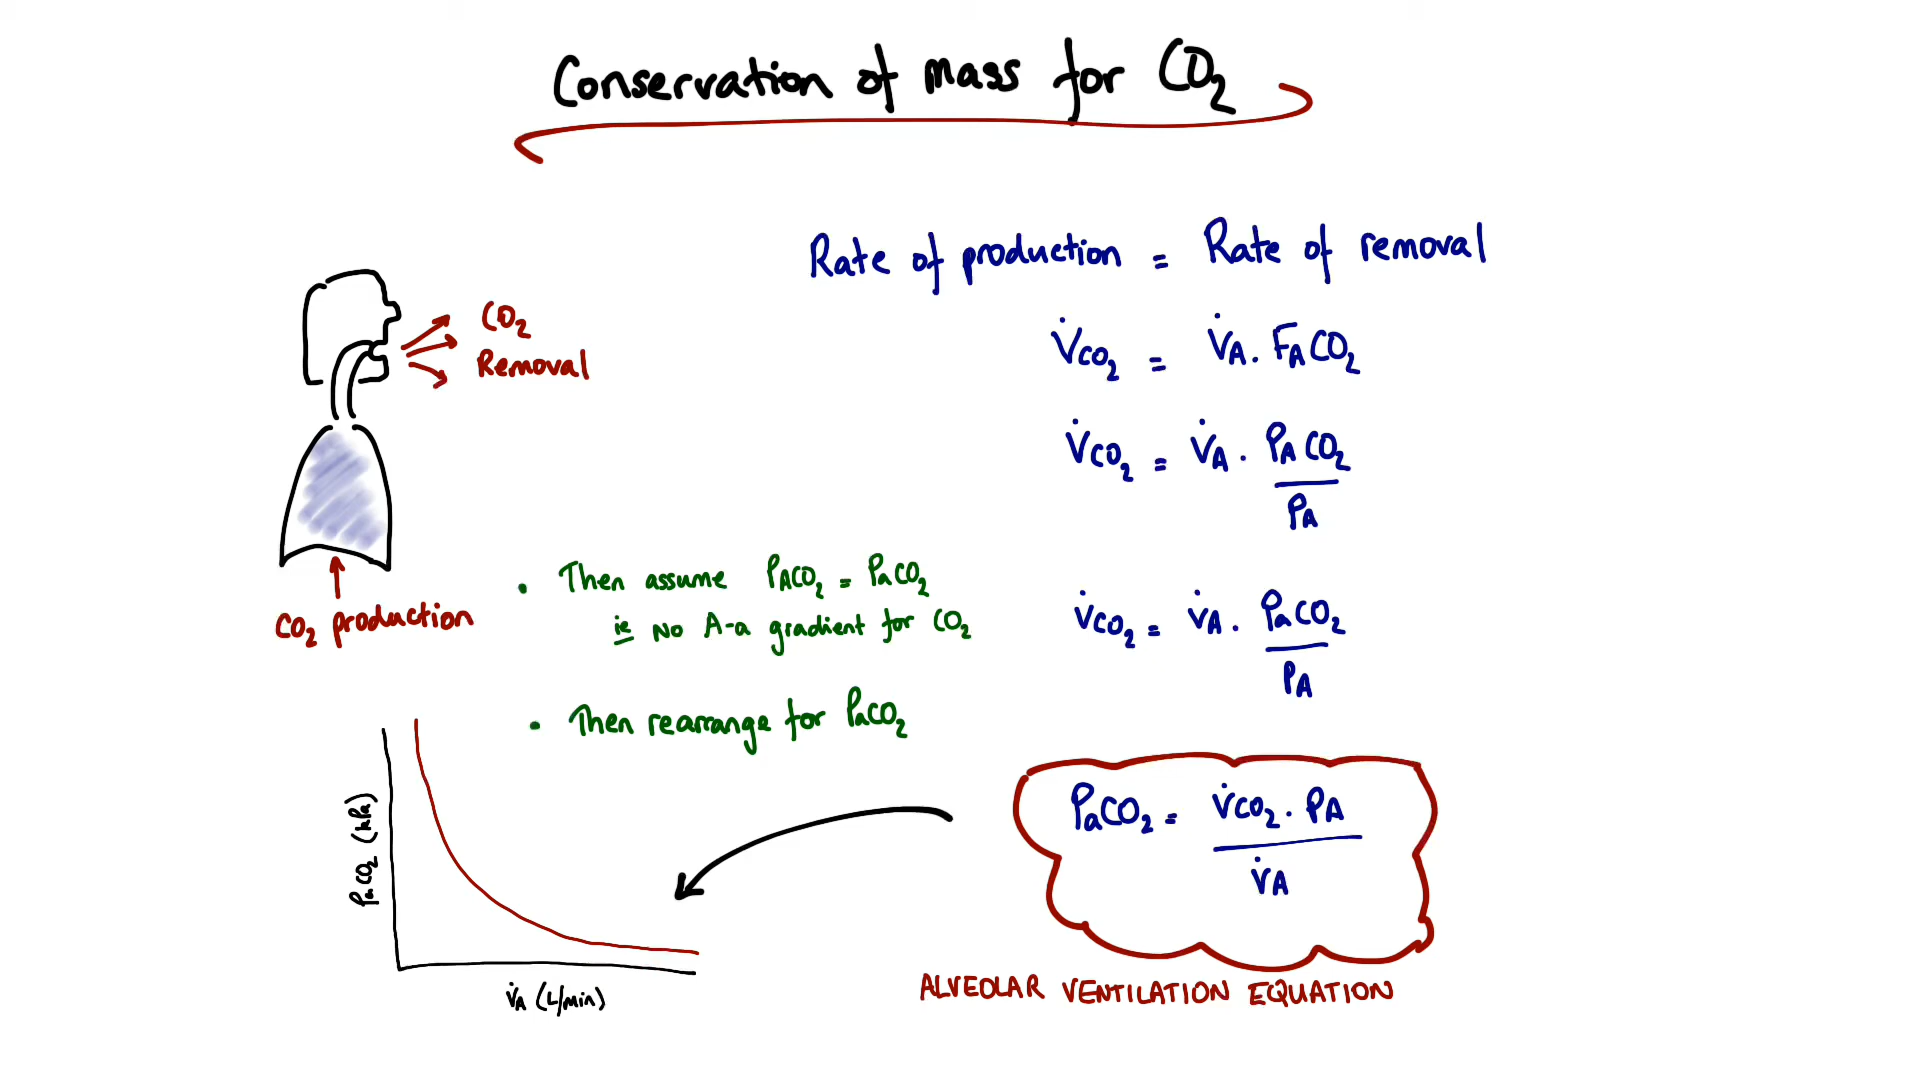 Conservation of mass for CO₂
Rate of production = Rate of removal
CO₂
Removal
V̇CO₂ = V̇A . FACO₂
V̇CO₂ = V̇A . PACO₂
PA
CO₂ production
• Then assume PACO₂ = PaCO₂
ie no A-a gradient for CO₂
V̇CO₂ = V̇A . PaCO₂
PA
• Then rearrange for PaCO₂
PaCO₂ = V̇CO₂ . PA
V̇A
PaCO₂ (kPa)
V̇A (L/min)
ALVEOLAR VENTILATION EQUATION